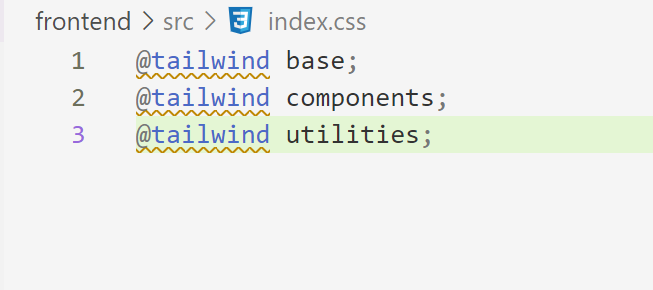 frontend > src > index.css
1 @tailwind base;
2 @tailwind components;
3 @tailwind utilities;